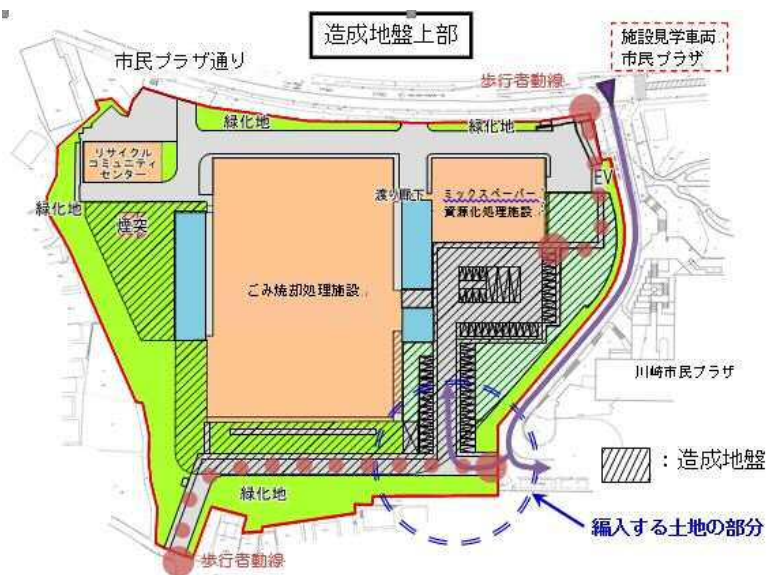 造成地盤上部
施設見学車両
市民プラザ
市民プラザ通り
歩行者動線
緑化地
緑化地
リサイクル
コミュニティ
センター
EV
渡り廊下
ミックスペーパー
資源化処理施設
緑化地
煙突
ごみ焼却処理施設
川崎市民プラザ
:造成地盤
緑化地
編入する土地の部分
歩行者動線